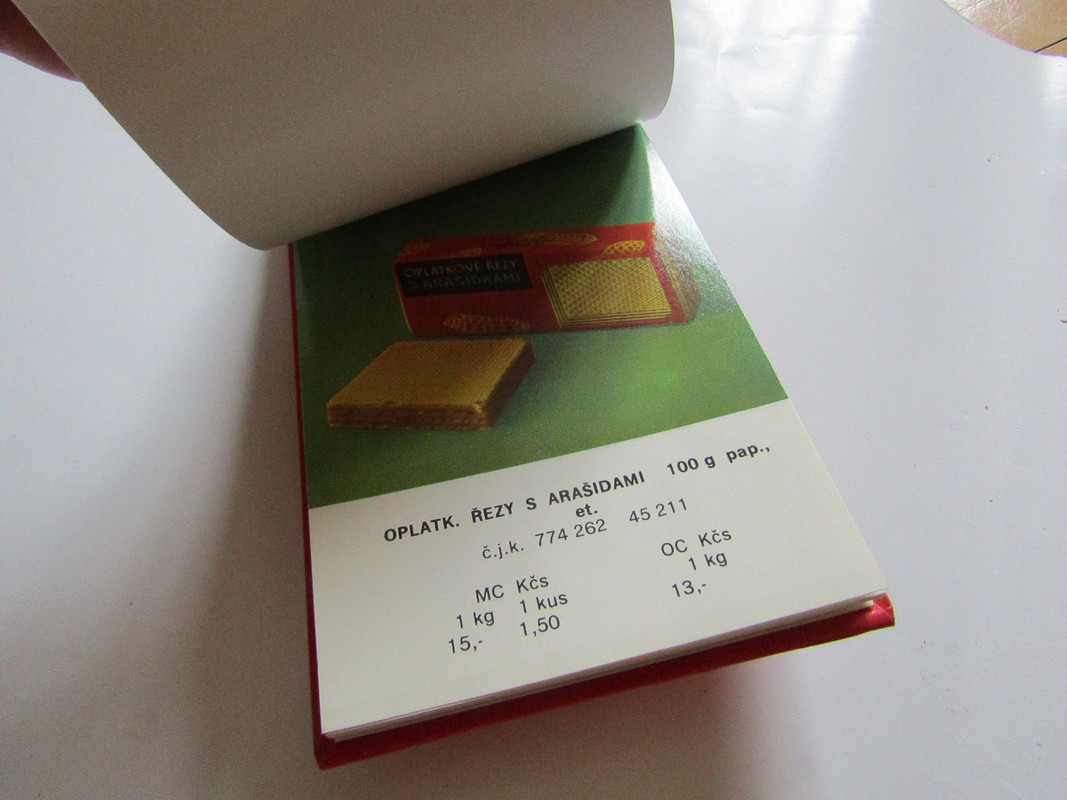 OPLATKOVÉ ŘEZY
S ARAŠÍDKAMI
OPLATK. ŘEZY S ARAŠIDAMI 100 g pap.,
et.
č.j.k. 774 262 45 211
MC Kčs OC Kčs
1 kg 1 kus 1 kg
15,- 1,50 13,-